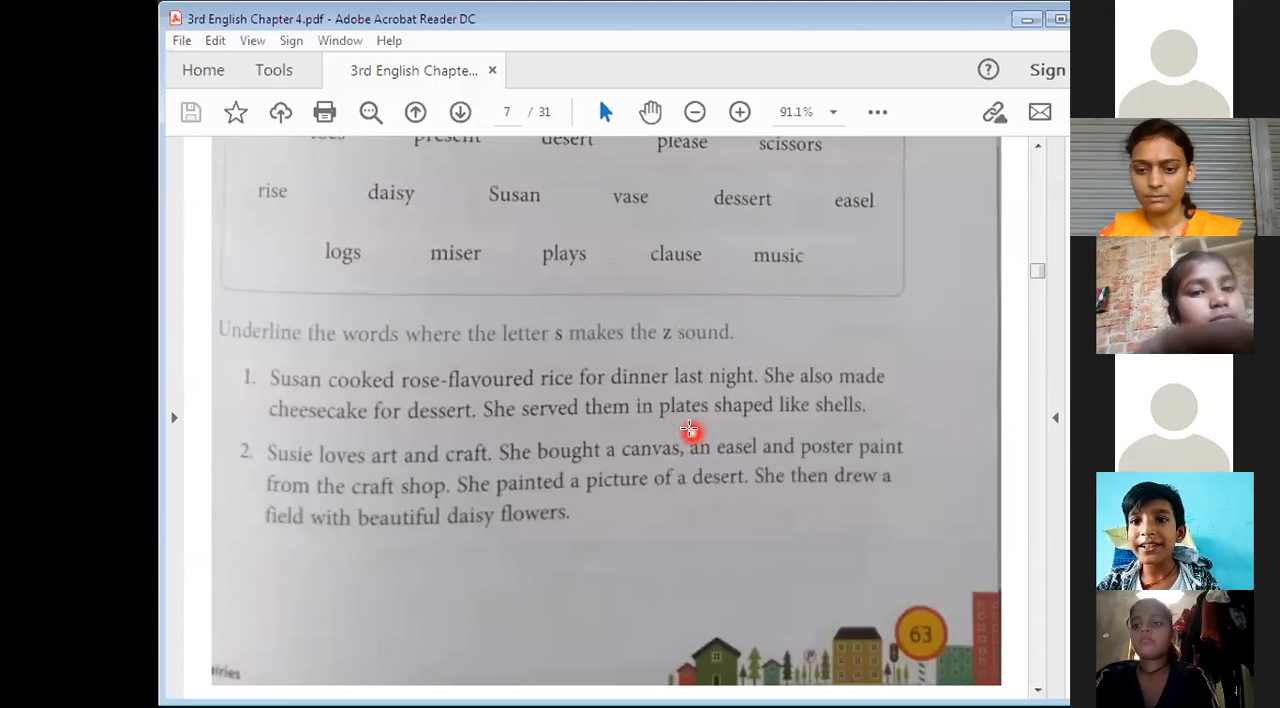 3rd English Chapter 4.pdf - Adobe Acrobat Reader DC
File Edit View Sign Window Help
Home Tools 3rd English Chapte... × ? Sign
7 / 31 91.1%
present desert please scissors
rise daisy Susan vase dessert easel
logs miser plays clause music
Underline the words where the letter s makes the z sound.
1. Susan cooked rose-flavoured rice for dinner last night. She also made
cheesecake for dessert. She served them in plates shaped like shells.
2. Susie loves art and craft. She bought a canvas, an easel and poster paint
from the craft shop. She painted a picture of a desert. She then drew a
field with beautiful daisy flowers.
63